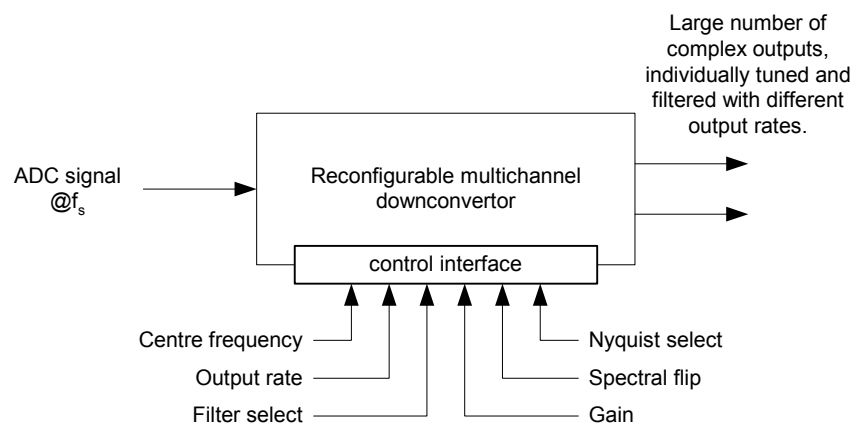 Large number of
complex outputs,
individually tuned and
filtered with different
output rates.
ADC signal
@fs
Reconfigurable multichannel
downconvertor
control interface
Centre frequency
Nyquist select
Output rate
Spectral flip
Filter select
Gain